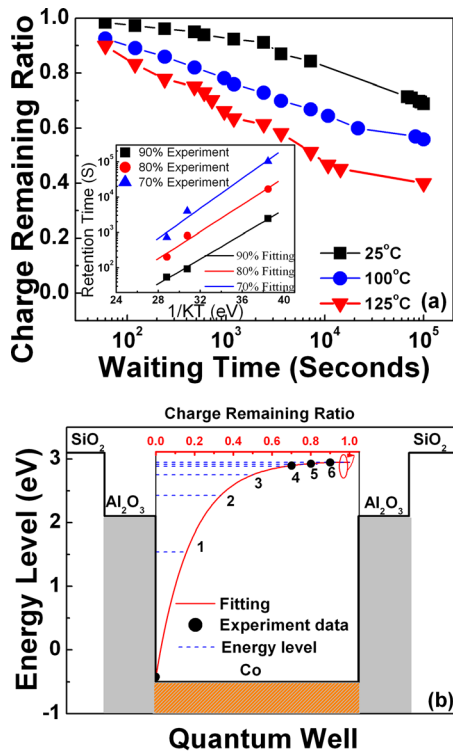 1.0
0.8
0.6
0.4
0.2
0.0
Charge Remaining Ratio
90% Experiment
80% Experiment
70% Experiment
Retention Time (S)
10^5
10^4
10^3
10^2
90% Fitting
80% Fitting
70% Fitting
24 28 32 36 40
1/KT (eV)
25°C
100°C
125°C
(a)
10^2 10^3 10^4 10^5
Waiting Time (Seconds)
Charge Remaining Ratio
0.0 0.2 0.4 0.6 0.8 1.0
SiO2
SiO2
Al2O3
Al2O3
Energy Level (eV)
3
2
1
0
-1
1
2
3
4
5
6
Fitting
Experiment data
Energy level
Co
(b)
Quantum Well